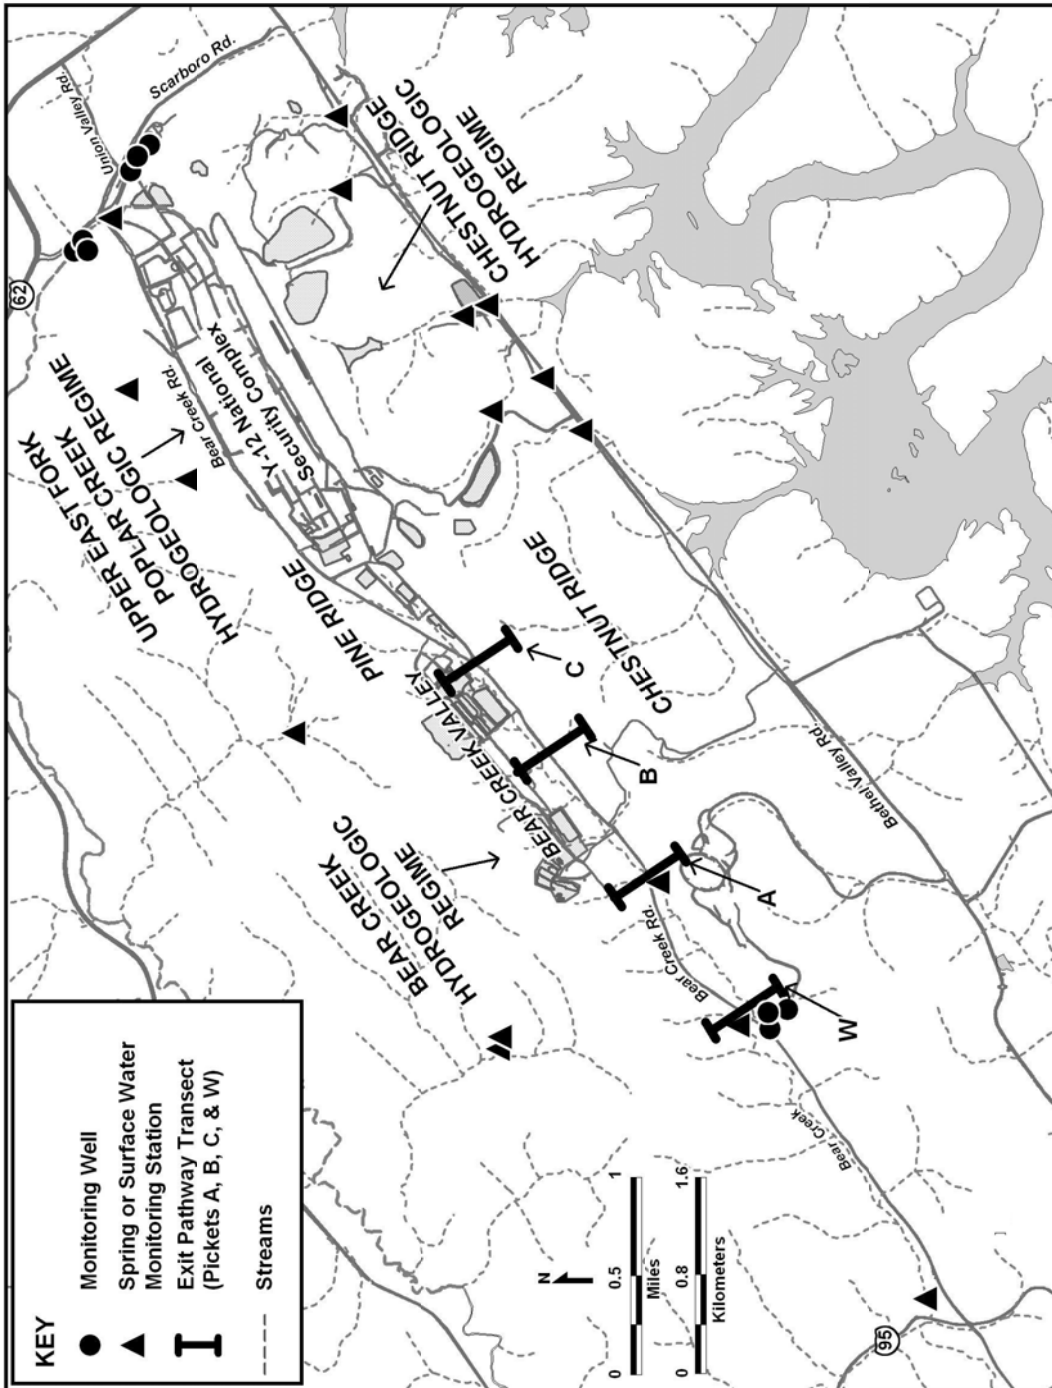 KEY
Monitoring Well
Spring or Surface Water
Monitoring Station
Exit Pathway Transect
(Pickets A, B, C, & W)
Streams
62
Union Valley Rd.
Scarboro Rd.
UPPER EAST FORK
POPLAR CREEK
HYDROGEOLOGIC REGIME
Bear Creek Rd.
Y-12 National
Security Complex
CHESTNUT RIDGE
HYDROGEOLOGIC
REGIME
PINE RIDGE
BEAR CREEK VALLEY
CHESTNUT RIDGE
BEAR CREEK
HYDROGEOLOGIC
REGIME
C
B
A
W
Bear Creek Rd.
Bethel Valley Rd.
Bear Creek
95
N
0
0.5
1
Miles
0
0.8
1.6
Kilometers